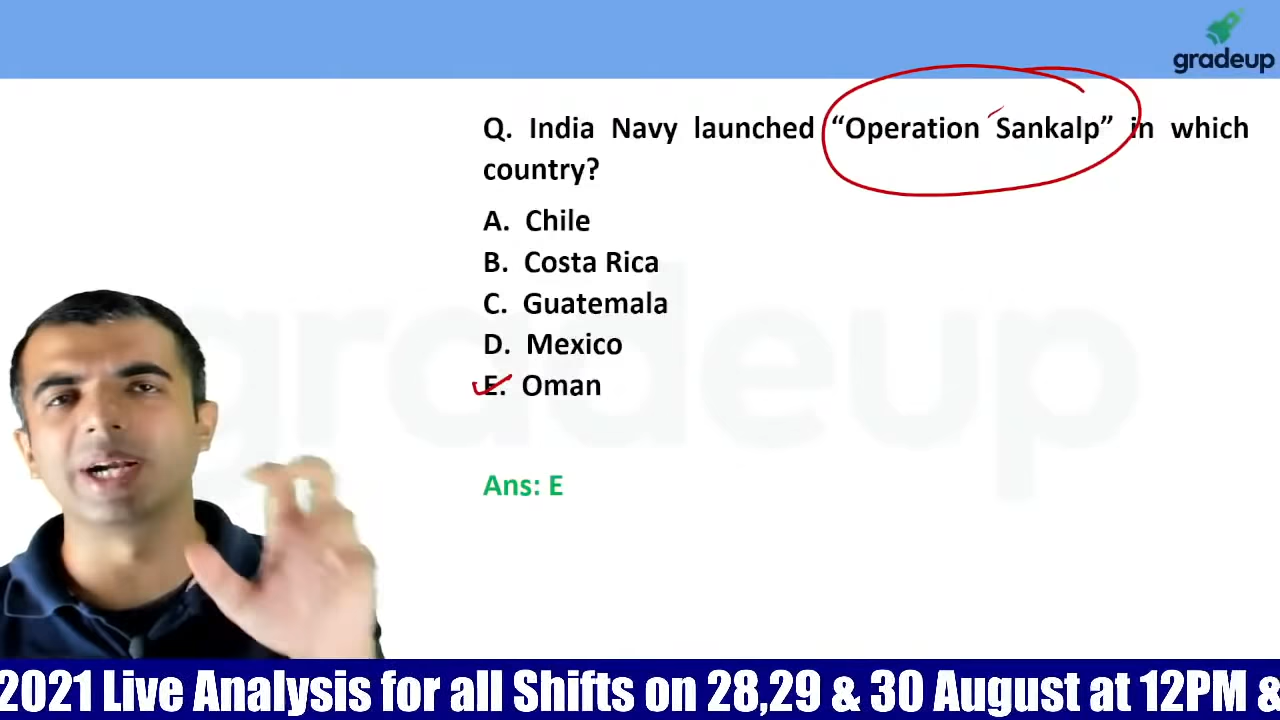 gradeup
Q. India Navy launched “Operation Sankalp” in which
country?
A. Chile
B. Costa Rica
C. Guatemala
D. Mexico
E. Oman
Ans: E
gradeup
2021 Live Analysis for all Shifts on 28,29 & 30 August at 12PM &